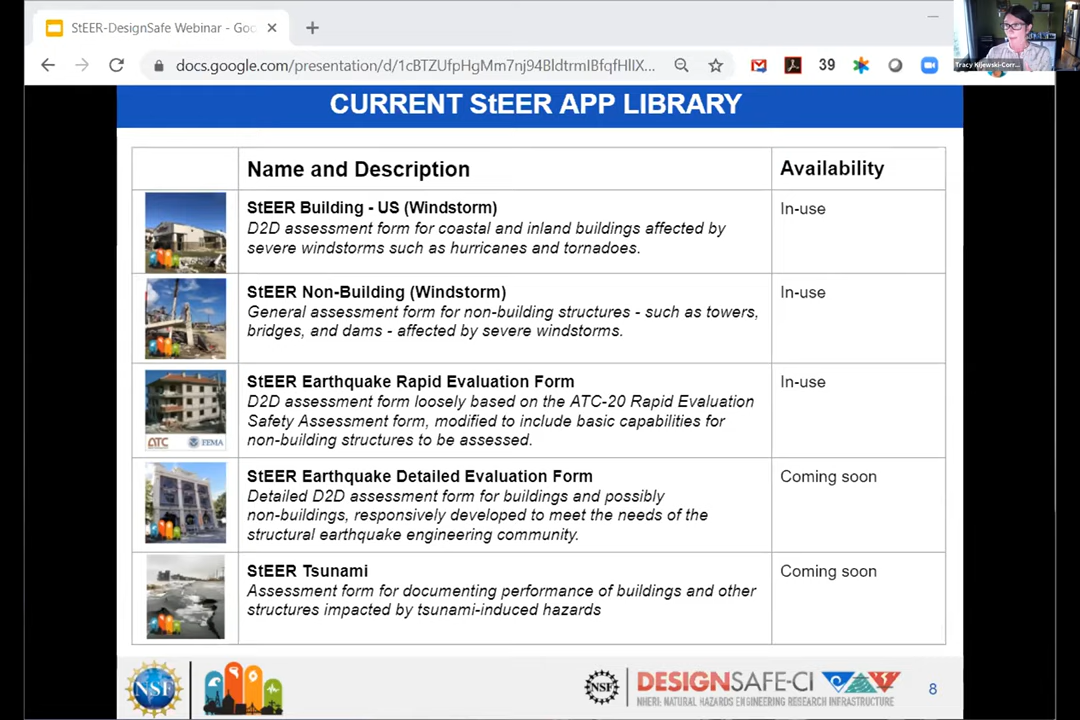 StEER-DesignSafe Webinar - Goo
docs.google.com/presentation/d/1cBTZUfpHgMm7nj94BldtrmIBfqfHlIX...
39
Tracy Kijewski-Corr...
CURRENT StEER APP LIBRARY
Name and Description
Availability
StEER Building - US (Windstorm)
In-use
D2D assessment form for coastal and inland buildings affected by
severe windstorms such as hurricanes and tornadoes.
StEER Non-Building (Windstorm)
In-use
General assessment form for non-building structures - such as towers,
bridges, and dams - affected by severe windstorms.
StEER Earthquake Rapid Evaluation Form
In-use
D2D assessment form loosely based on the ATC-20 Rapid Evaluation
Safety Assessment form, modified to include basic capabilities for
non-building structures to be assessed.
ATC
FEMA
StEER Earthquake Detailed Evaluation Form
Coming soon
Detailed D2D assessment form for buildings and possibly
non-buildings, responsively developed to meet the needs of the
structural earthquake engineering community.
StEER Tsunami
Coming soon
Assessment form for documenting performance of buildings and other
structures impacted by tsunami-induced hazards
NSF
NSF
DESIGNSAFE-CI
NHERI: NATURAL HAZARDS ENGINEERING RESEARCH INFRASTRUCTURE
8